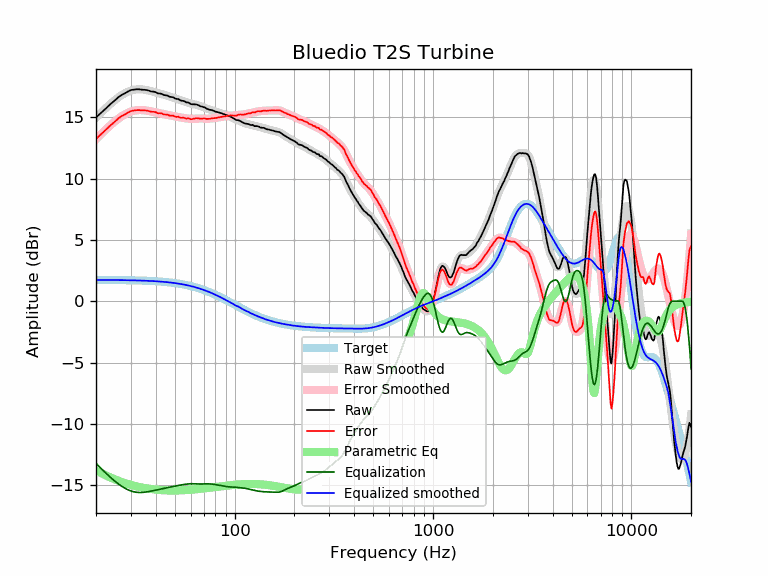 Bluedio T2S Turbine
15
10
5
0
−5
−10
−15
Amplitude (dBr)
Target
Raw Smoothed
Error Smoothed
Raw
Error
Parametric Eq
Equalization
Equalized smoothed
100
1000
10000
Frequency (Hz)